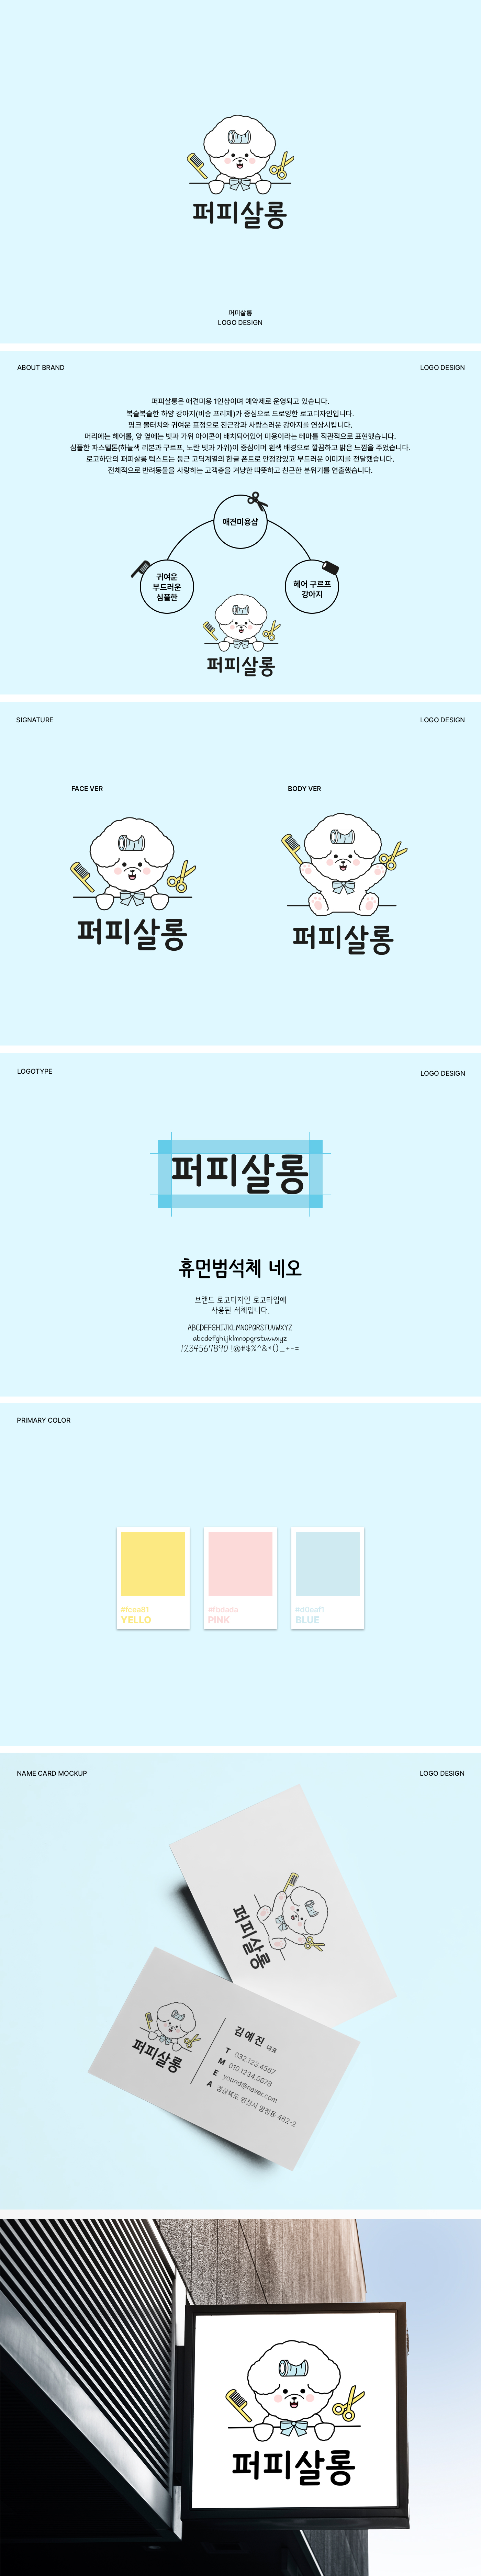 퍼피살롱
퍼피살롱
LOGO DESIGN
ABOUT BRAND
LOGO DESIGN
퍼피살롱은 애견미용 1인샵이며 예약제로 운영되고 있습니다.
복슬복슬한 하양 강아지(비숑 프리제)가 중심으로 드로잉한 로고디자인입니다.
핑크 볼터치와 귀여운 표정으로 친근감과 사랑스러운 강아지를 연상시킵니다.
머리에는 헤어롤, 양 옆에는 빗과 가위 아이콘이 배치되어있어 미용이라는 테마를 직관적으로 표현했습니다.
심플한 파스텔톤(하늘색 리본과 구르프, 노란 빗과 가위)이 중심이며 흰색 배경으로 깔끔하고 밝은 느낌을 주었습니다.
로고하단의 퍼피살롱 텍스트는 둥근 고딕계열의 한글 폰트로 안정감있고 부드러운 이미지를 전달했습니다.
전체적으로 반려동물을 사랑하는 고객층을 겨냥한 따뜻하고 친근한 분위기를 연출했습니다.
애견미용샵
귀여운
부드러운
심플한
헤어 구르프
강아지
퍼피살롱
SIGNATURE
LOGO DESIGN
FACE VER
BODY VER
퍼피살롱
퍼피살롱
LOGOTYPE
LOGO DESIGN
퍼피살롱
휴먼범석체 네오
브랜드 로고디자인 로고타입에
사용된 서체입니다.
ABCDEFGHIJKLMNOPQRSTUVWXYZ
abcdefghijklmnopqrstuvwxyz
1234567890 !@#$%^&*()_+-=
PRIMARY COLOR
YELLO
PINK
BLUE
NAME CARD MOCKUP
LOGO DESIGN
퍼피살롱
퍼피살롱
김예진 대표
T 032.123.4567
M 010.1234.5678
E yourid@naver.com
A 경상북도 영천시 망정동 462-2
퍼피살롱